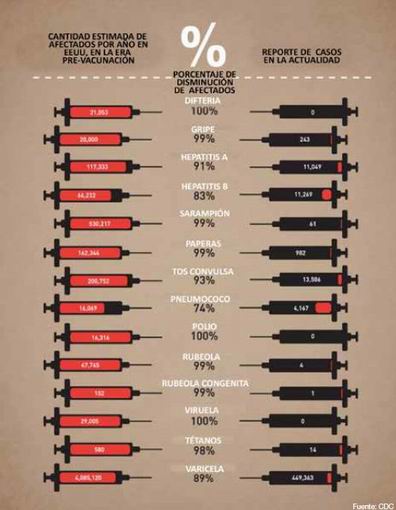 CANTIDAD ESTIMADA DE
AFECTADOS POR AÑO EN
EEUU, EN LA ERA
PRE-VACUNACIÓN
%
PORCENTAJE DE
DISMINUCIÓN
DE AFECTADOS
REPORTE DE CASOS
EN LA ACTUALIDAD
DIFTERIA
21,053 100% 0
GRIPE
20,000 99% 243
HEPATITIS A
117,333 91% 11,049
HEPATITIS B
66,232 83% 11,269
SARAMPIÓN
530,217 99% 61
PAPERAS
162,344 99% 982
TOS CONVULSA
200,752 93% 13,506
PNEUMOCOCO
16,069 74% 4,167
POLIO
16,316 100% 0
RUBEOLA
47,745 99% 4
RUBEOLA CONGENITA
152 99% 1
VIRUELA
29,005 100% 0
TÉTANOS
580 98% 14
VARICELA
4,085,120 89% 449,363
Fuente: CDC